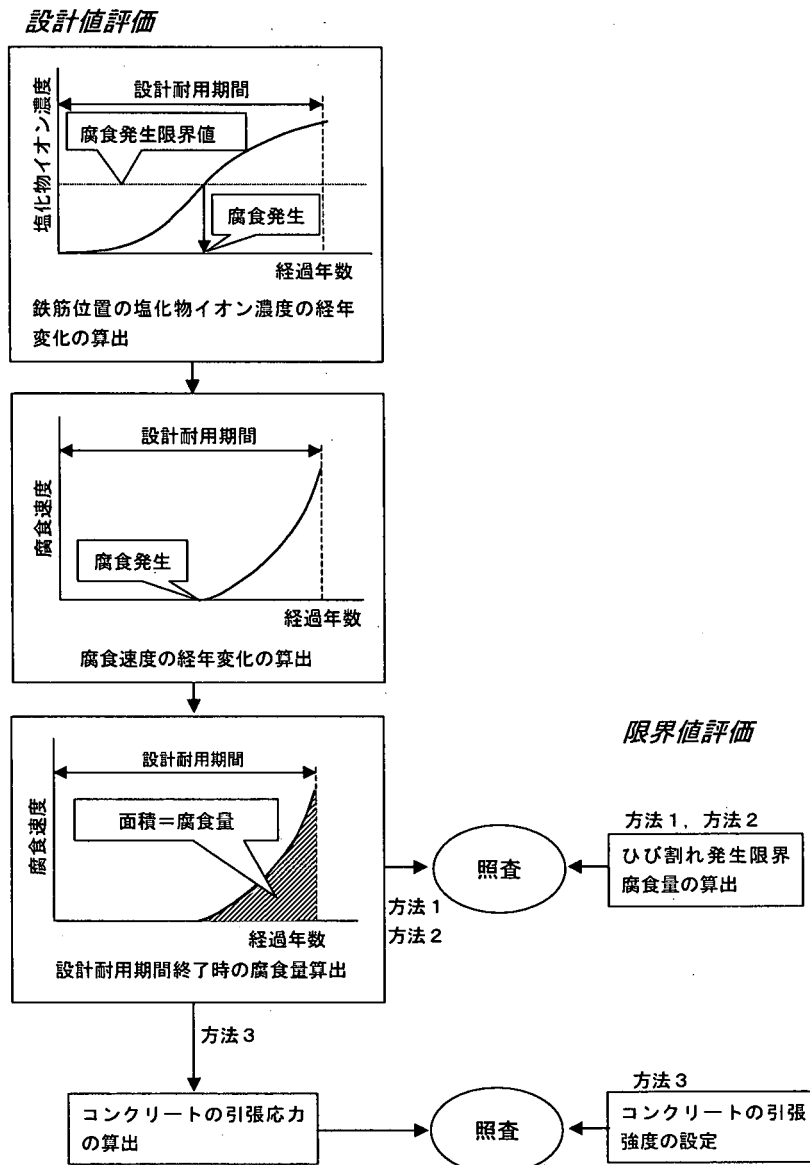 設計値評価
設計耐用期間
塩化物イオン濃度
腐食発生限界値
腐食発生
経過年数
鉄筋位置の塩化物イオン濃度の経年
変化の算出
設計耐用期間
腐食速度
腐食発生
経過年数
腐食速度の経年変化の算出
設計耐用期間
腐食速度
面積＝腐食量
経過年数
設計耐用期間終了時の腐食量算出
方法１
方法２
限界値評価
照査
方法１，方法２
ひび割れ発生限界
腐食量の算出
方法３
コンクリートの引張応力
の算出
照査
方法３
コンクリートの引張
強度の設定